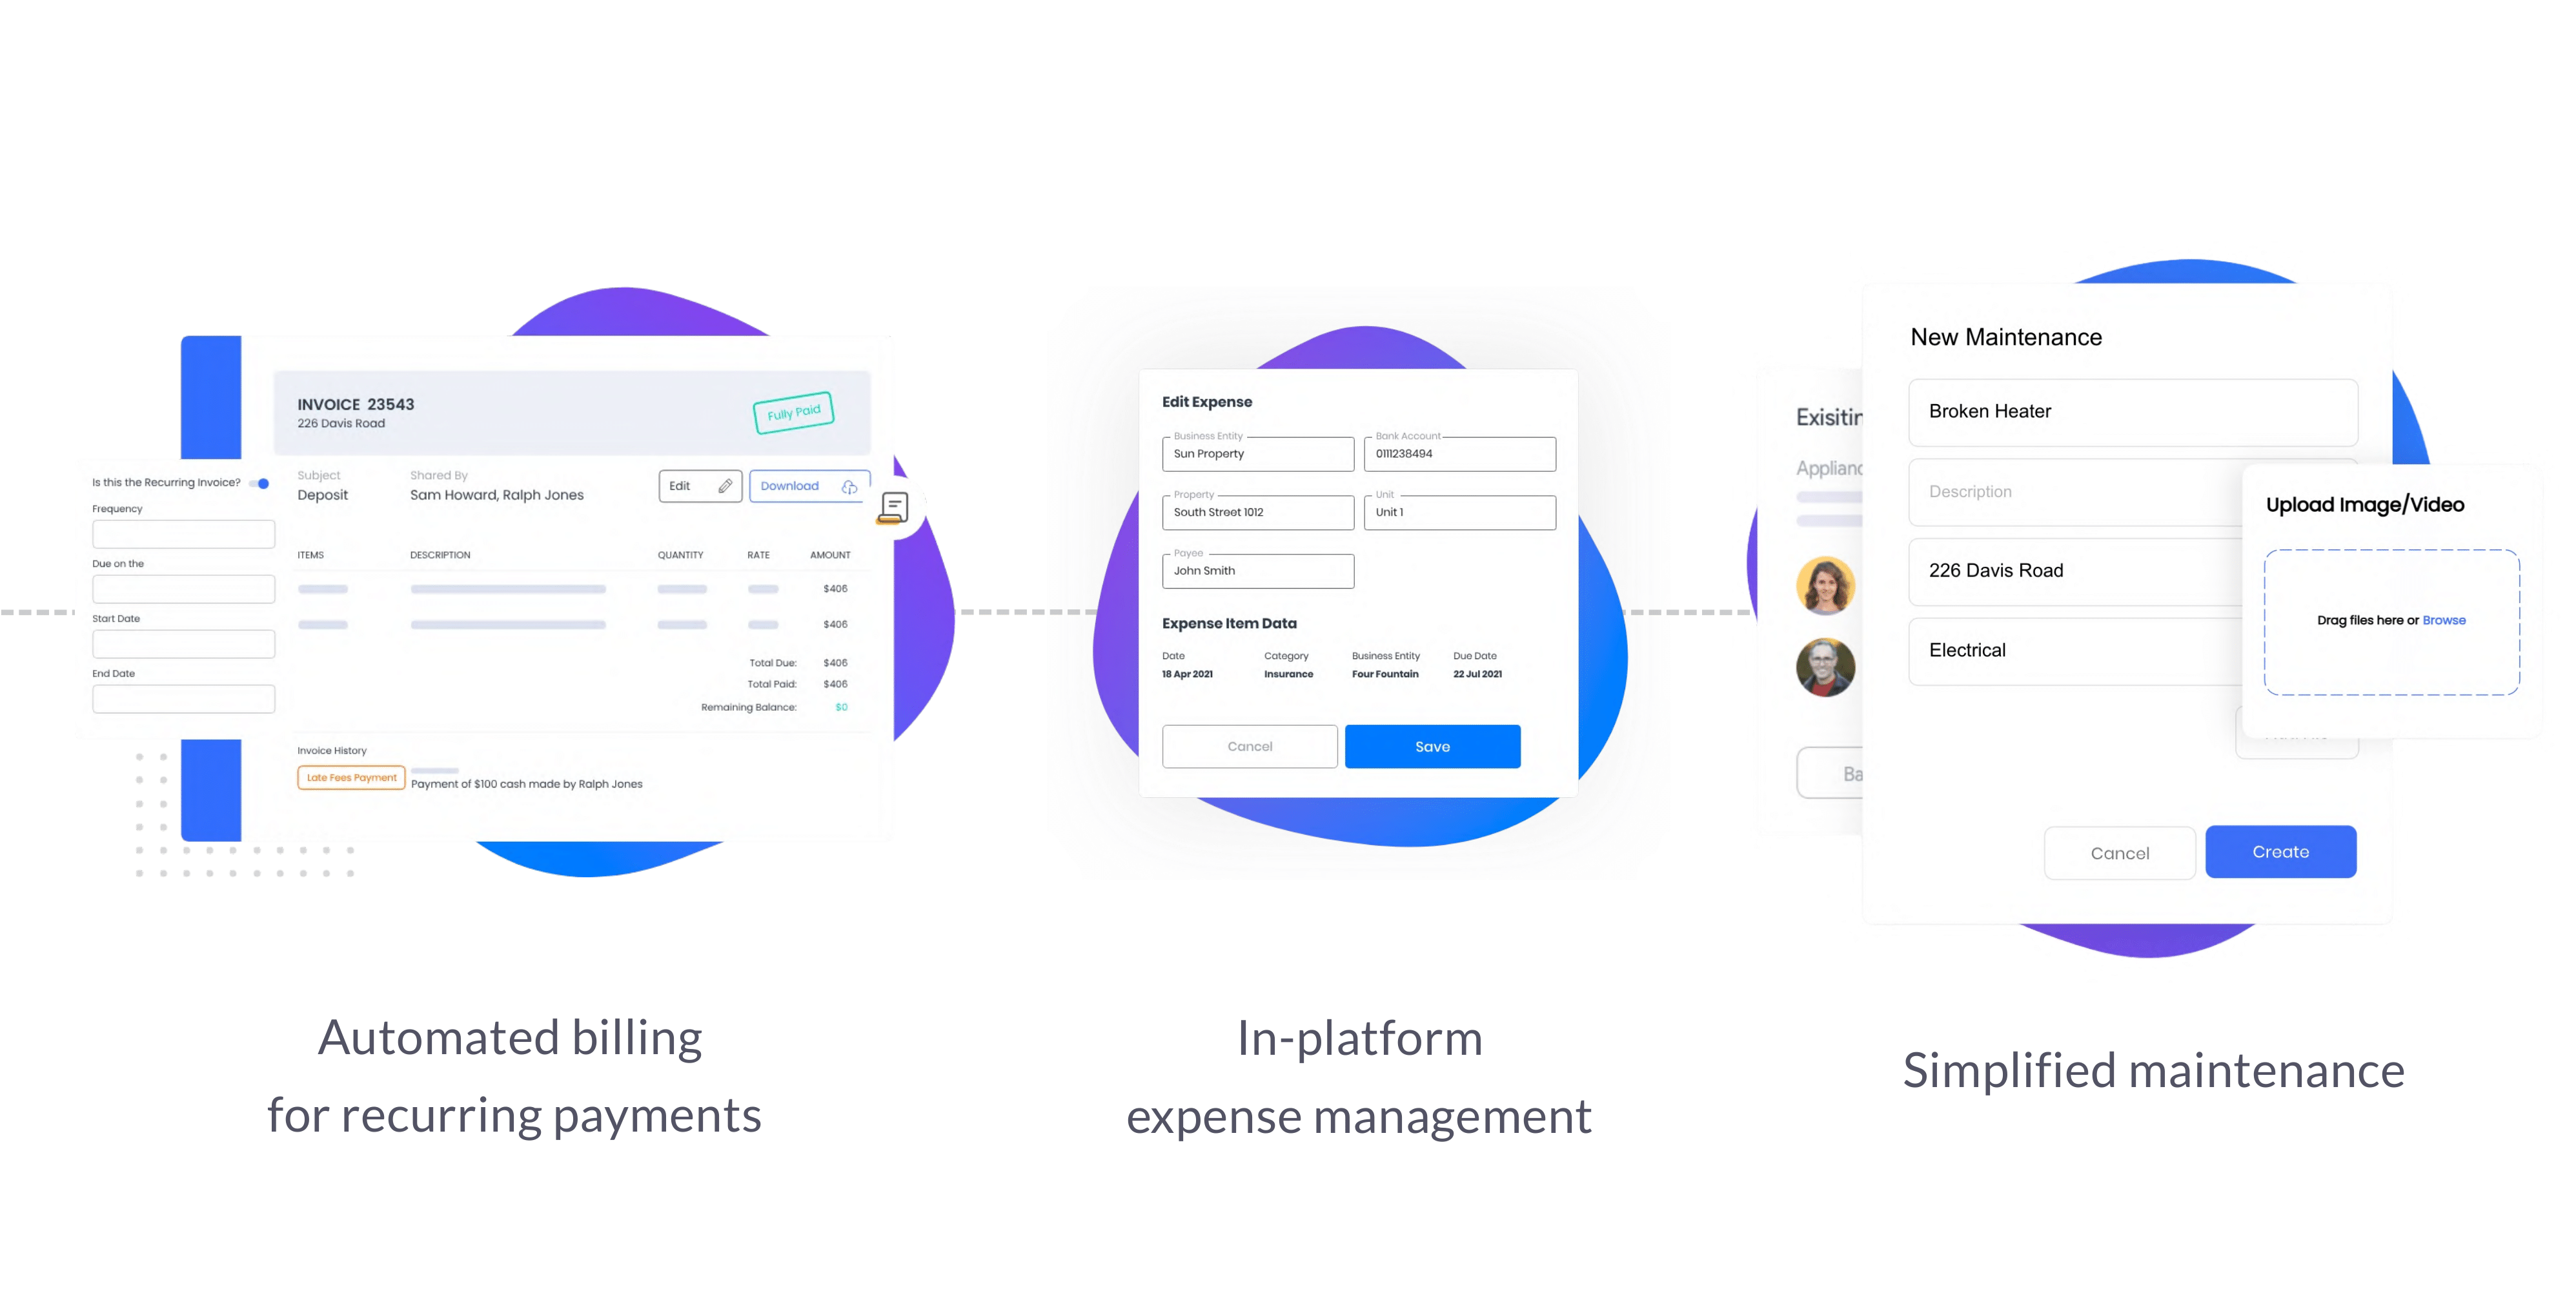 INVOICE 23543
226 Davis Road
Fully Paid
Is this the Recurring Invoice?
Frequency
Due on the
Start Date
End Date
Subject
Deposit
Shared By
Sam Howard, Ralph Jones
Edit
Download
ITEMS DESCRIPTION QUANTITY RATE AMOUNT
$406
$406
Total Due: $406
Total Paid: $406
Remaining Balance: $0
Invoice History
Late Fees Payment
Payment of $100 cash made by Ralph Jones
Automated billing
for recurring payments
Edit Expense
Business Entity
Sun Property
Bank Account
0111238494
Property
South Street 1012
Unit
Unit 1
Payee
John Smith
Expense Item Data
Date Category Business Entity Due Date
18 Apr 2021 Insurance Four Fountain 22 Jul 2021
Cancel Save
In-platform
expense management
Exisitin
Applianc
Ba
New Maintenance
Broken Heater
Description
226 Davis Road
Electrical
Upload Image/Video
Drag files here or Browse
Cancel Create
Simplified maintenance